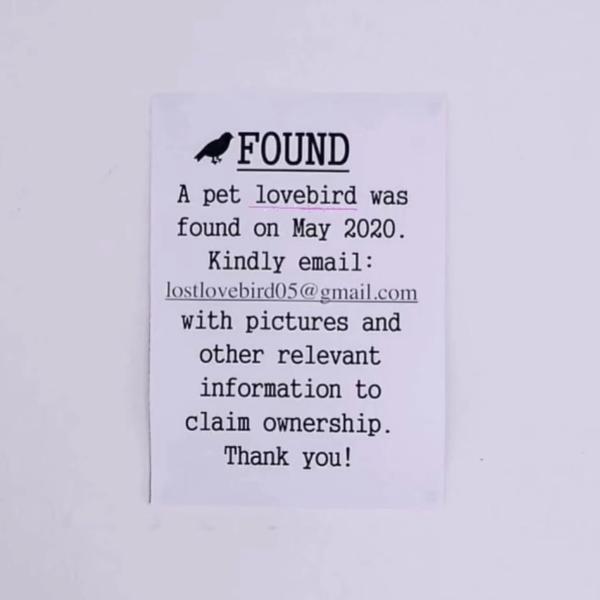 FOUND
A pet lovebird was
found on May 2020.
Kindly email:
lostlovebird05@gmail.com
with pictures and
other relevant
information to
claim ownership.
Thank you!